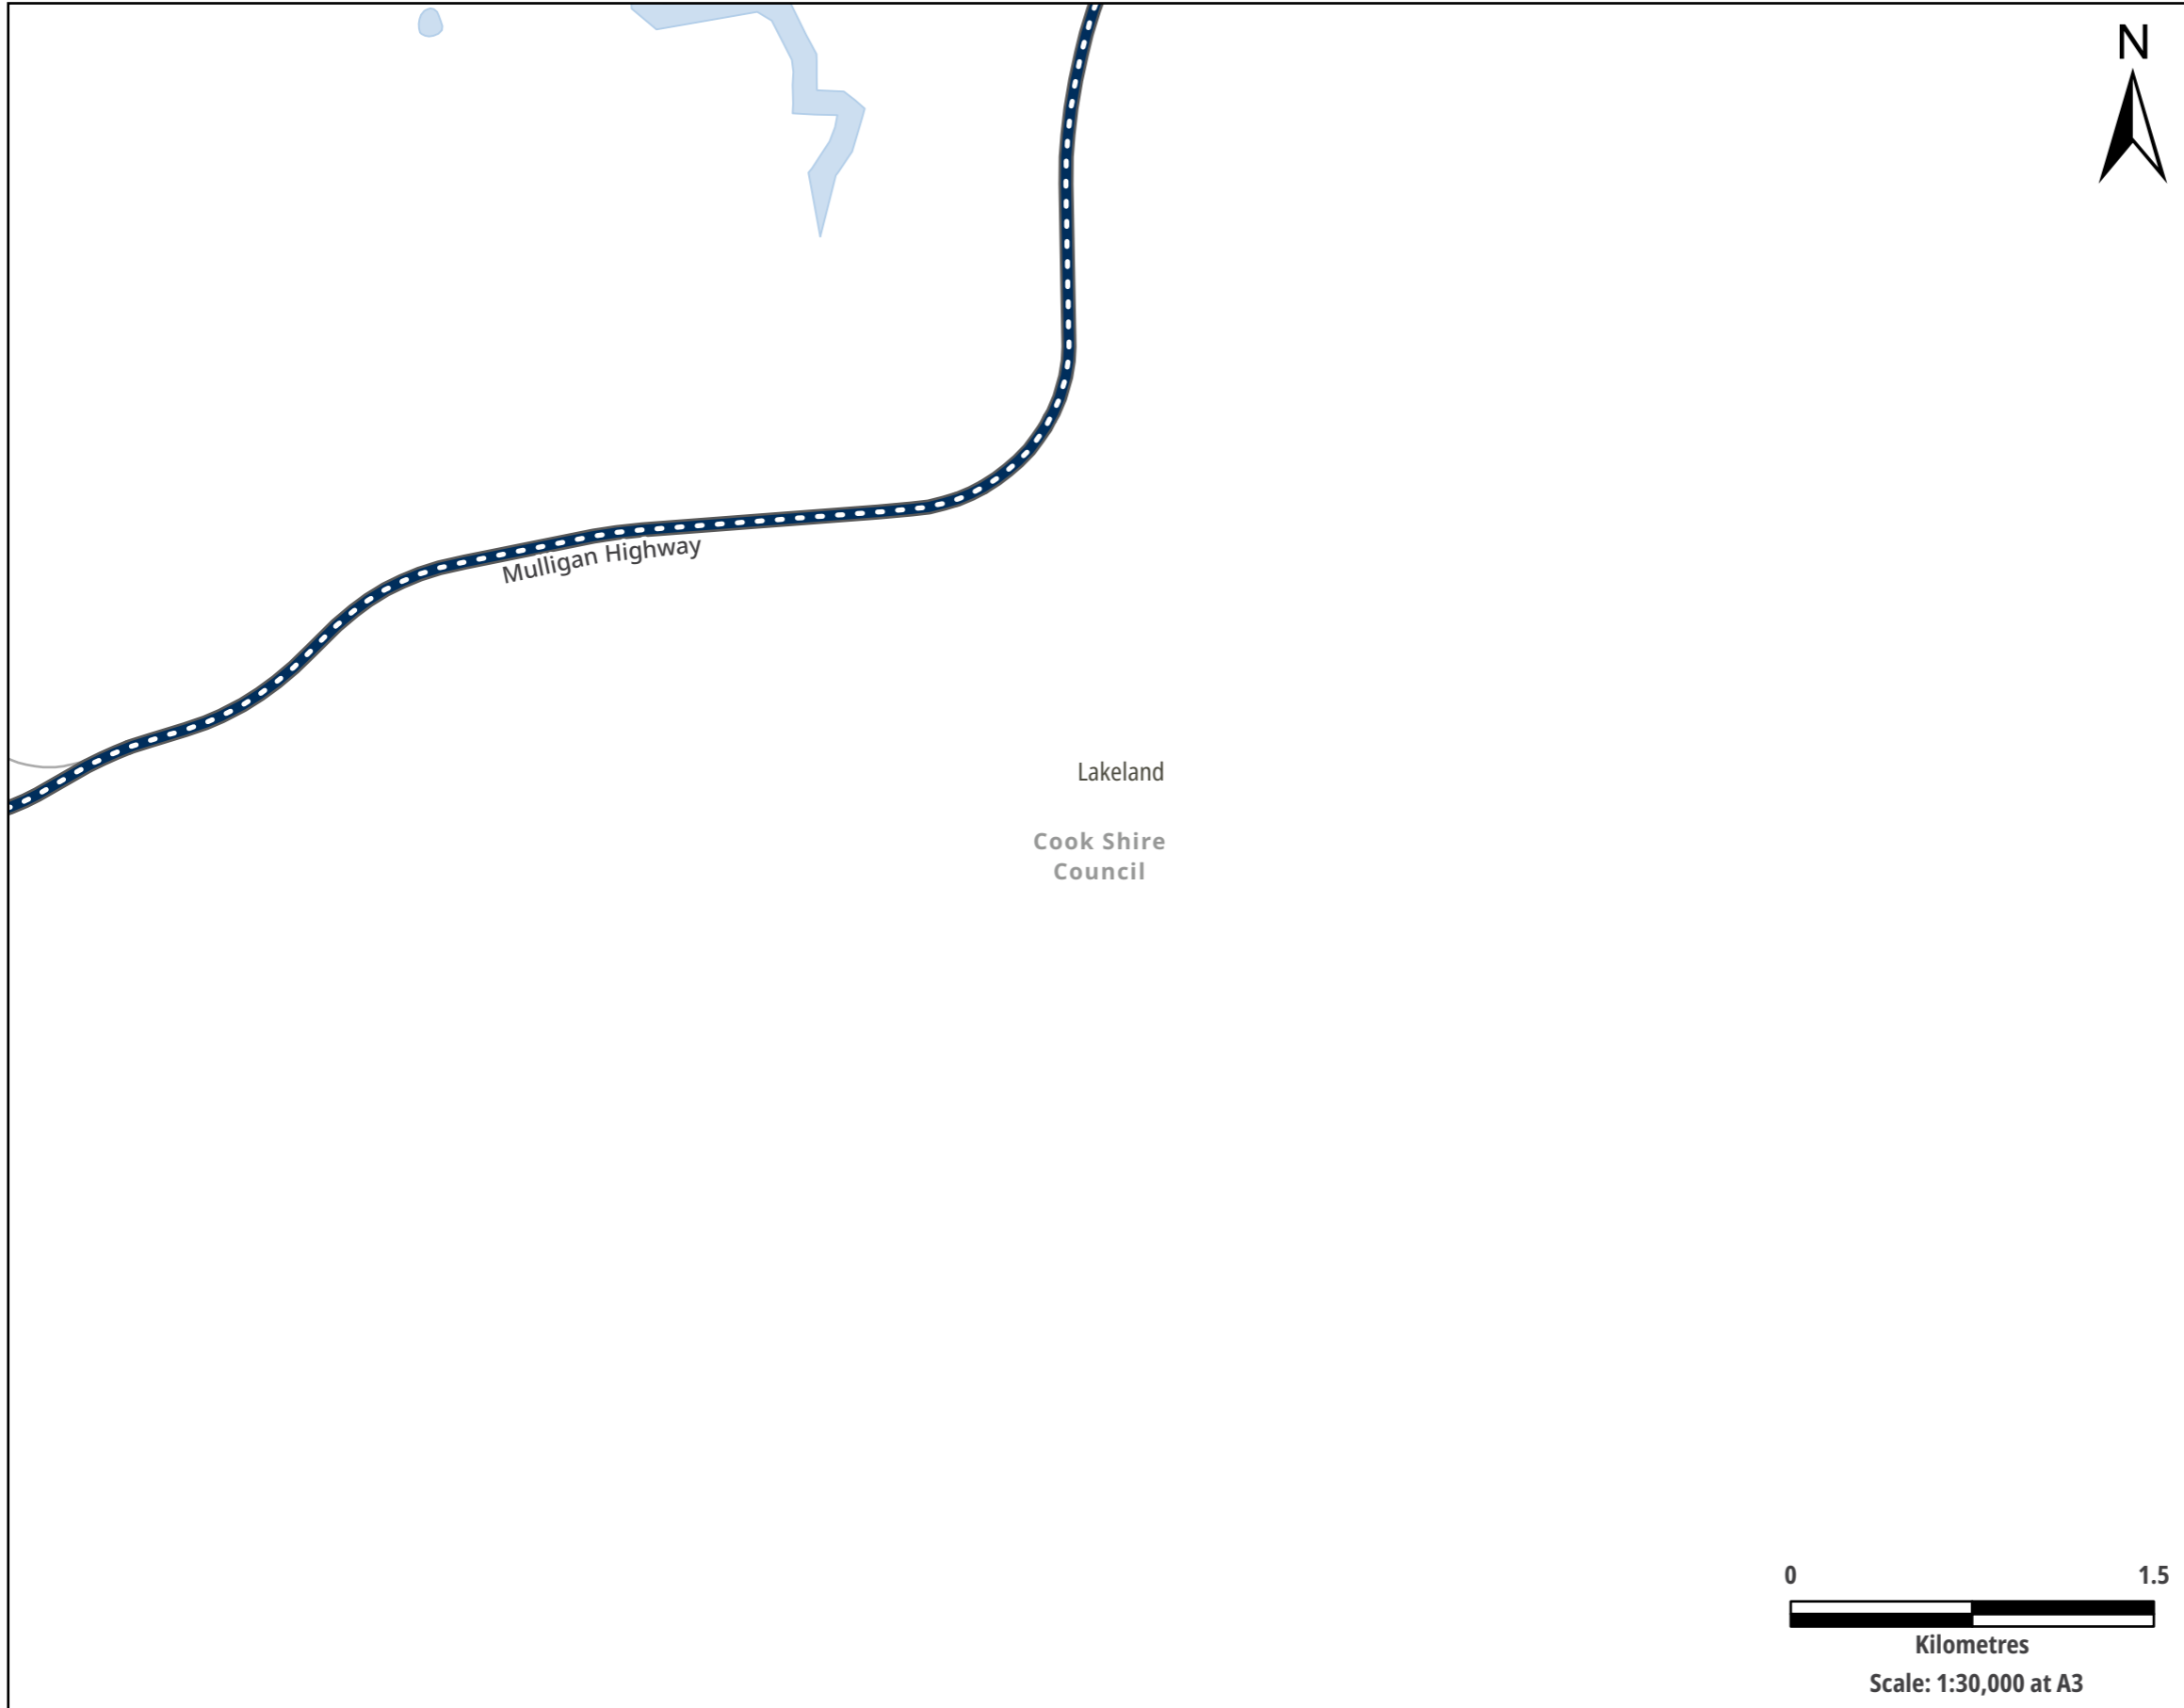 N
Mulligan Highway
Lakeland
Cook Shire
Council
0 1.5
Kilometres
Scale: 1:30,000 at A3